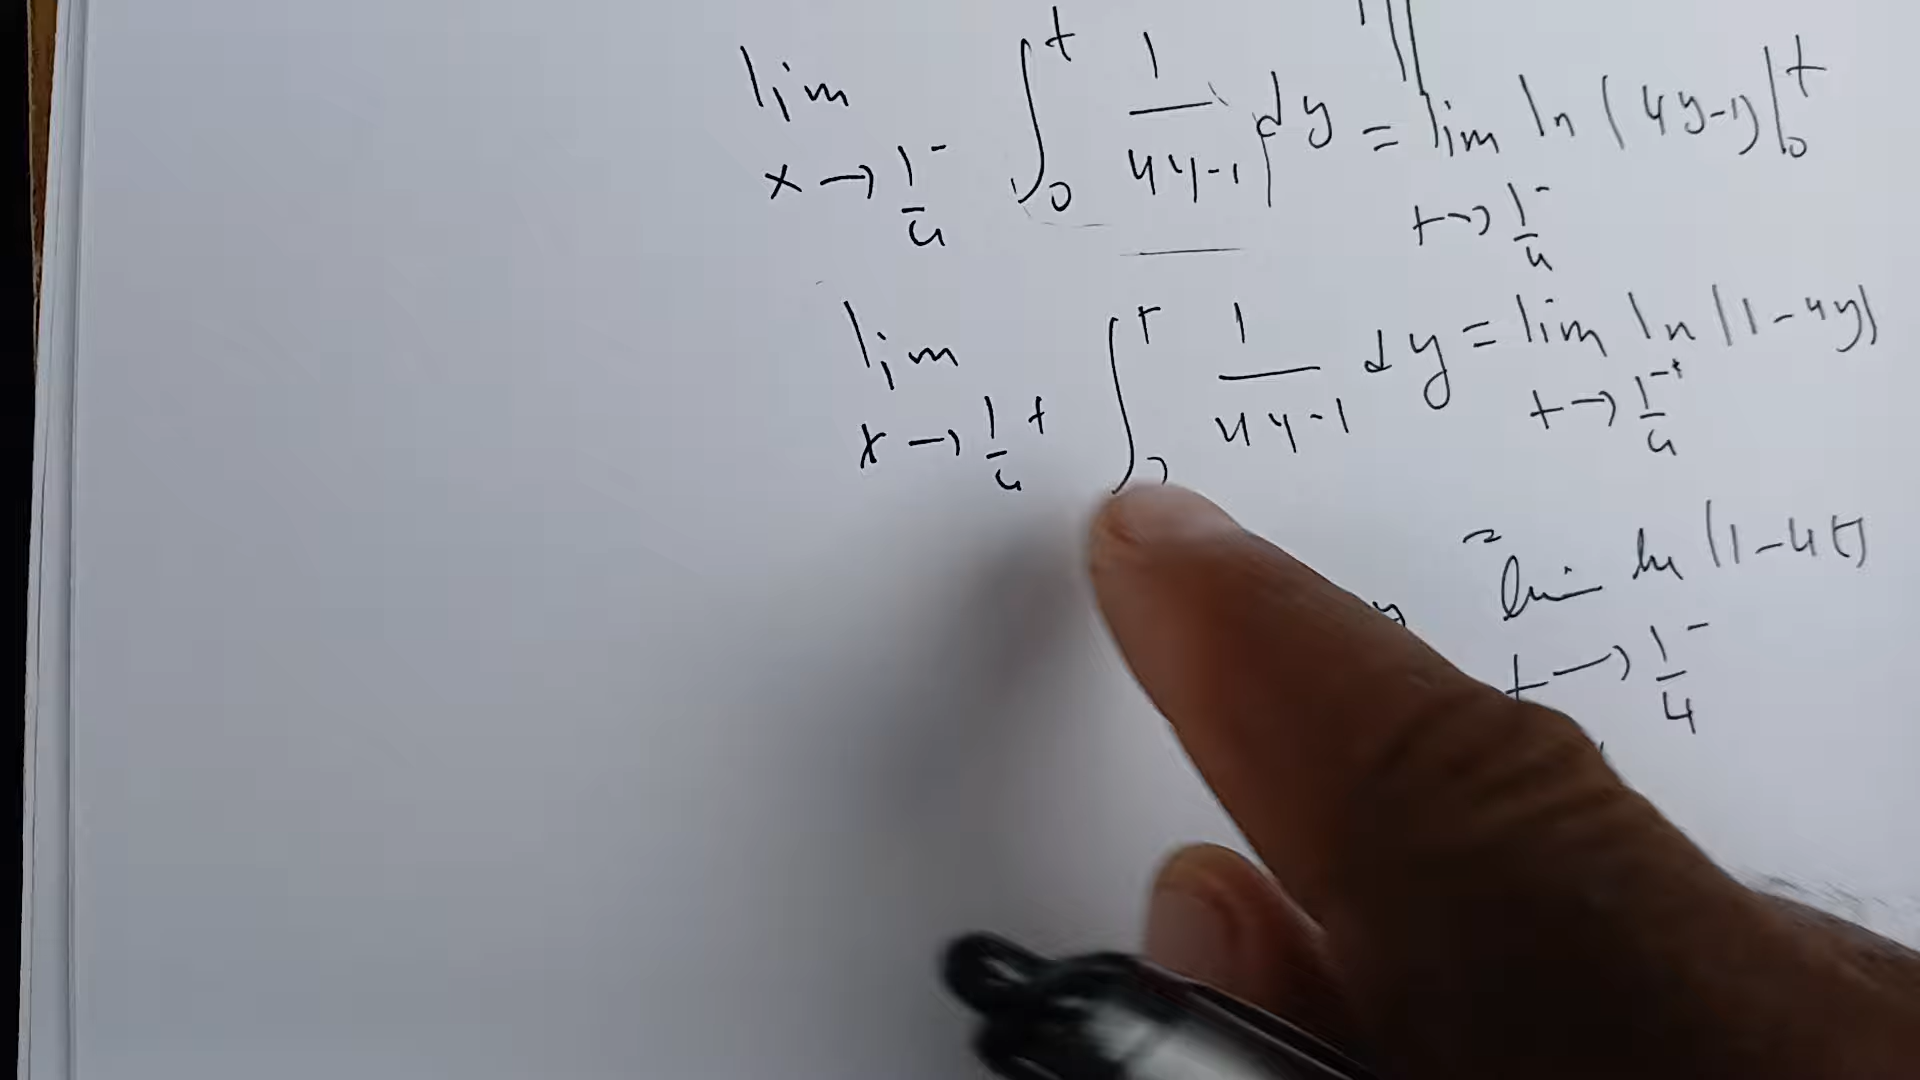 lim ∫₀ᵗ 1/(4y-1) dy = lim ln (4y-1)|₀ᵗ
x→1/4⁻ t→1/4⁻
lim ∫ 1/(4y-1) dy = lim ln (1-4y)
x→1/4⁺ t→1/4
= lim ln (1-4t)
y
t→1/4⁻